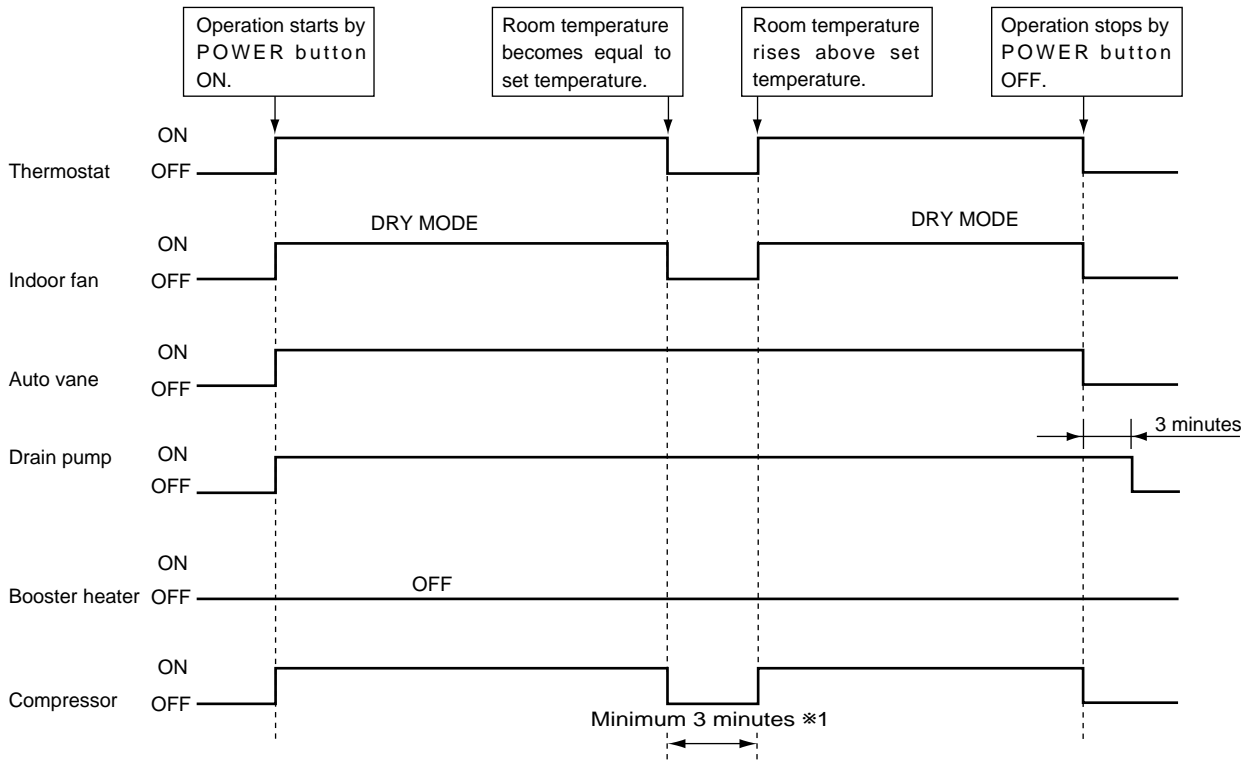 Operation starts by
POWER button
ON.
Room temperature
becomes equal to
set temperature.
Room temperature
rises above set
temperature.
Operation stops by
POWER button
OFF.
ON
Thermostat OFF
DRY MODE DRY MODE
ON
Indoor fan OFF
ON
Auto vane OFF
3 minutes
Drain pump ON
OFF
ON
OFF
Booster heater OFF
ON
Compressor OFF
Minimum 3 minutes ※1